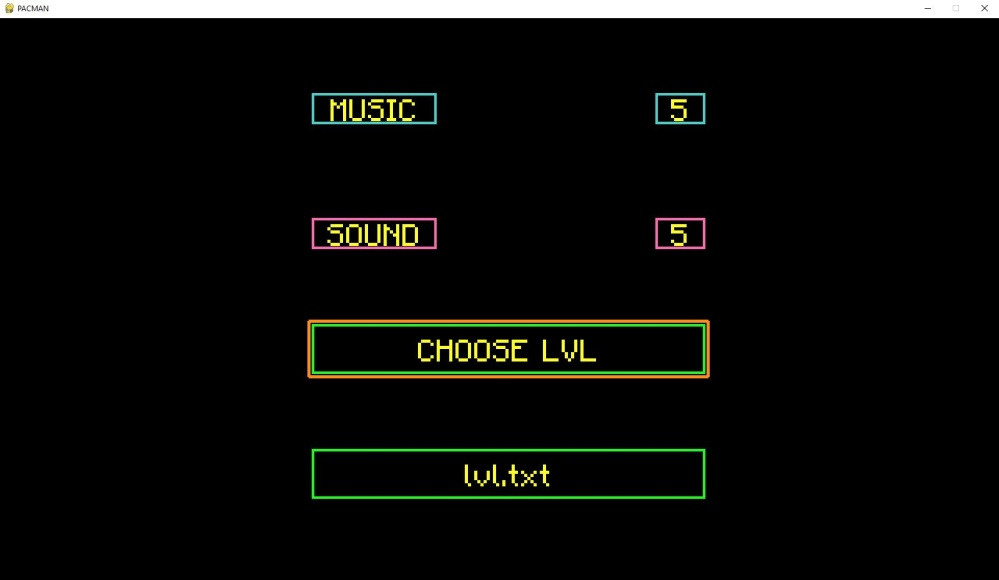 PACMAN
MUSIC 5
SOUND 5
CHOOSE LVL
lvl.txt